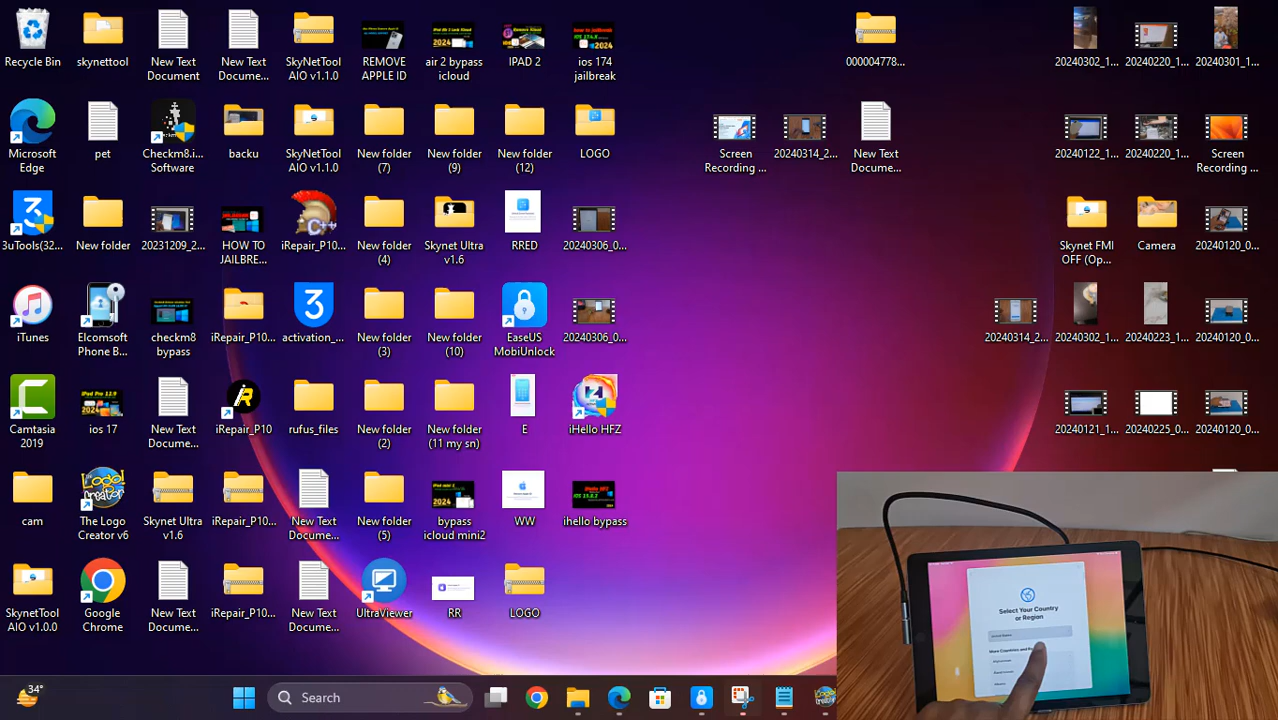 Recycle Bin
skynettool
New Text
Document
New Text
Docume...
SkyNetTool
AIO v1.1.0
REMOVE
APPLE ID
air 2 bypass
icloud
IPAD 2
ios 174
jailbreak
000004778...
20240302_1...
20240220_1...
20240301_1...
Microsoft
Edge
pet
Checkm8.i...
Software
backu
SkyNetTool
AIO v1.1.0
New folder
(7)
New folder
(9)
New folder
(12)
LOGO
Screen
Recording ...
20240314_2...
New Text
Docume...
20240122_1...
20240220_1...
Screen
Recording ...
3uTools(32...
New folder
20231209_2...
HOW TO
JAILBRE...
iRepair_P10...
New folder
(4)
Skynet Ultra
v1.6
RRED
20240306_0...
Skynet FMI
OFF (Op...
Camera
20240120_0...
iTunes
Elcomsoft
Phone B...
checkm8
bypass
iRepair_P10...
activation_...
New folder
(3)
New folder
(10)
EaseUS
MobiUnlock
20240306_0...
20240314_2...
20240302_1...
20240223_1...
20240120_1...
Camtasia
2019
ios 17
New Text
Docume...
iRepair_P10
rufus_files
New folder
(2)
New folder
(11 my sn)
E
iHello HFZ
20240121_1...
20240225_0...
20240120_0...
cam
The Logo
Creator v6
Skynet Ultra
v1.6
iRepair_P10...
New Text
Docume...
New folder
(5)
bypass
icloud mini2
WW
ihello bypass
SkynetTool
AIO v1.0.0
Google
Chrome
New Text
Docume...
iRepair_P10...
New Text
Docume...
UltraViewer
RR
LOGO
Select Your Country
or Region
United States
34°
Search